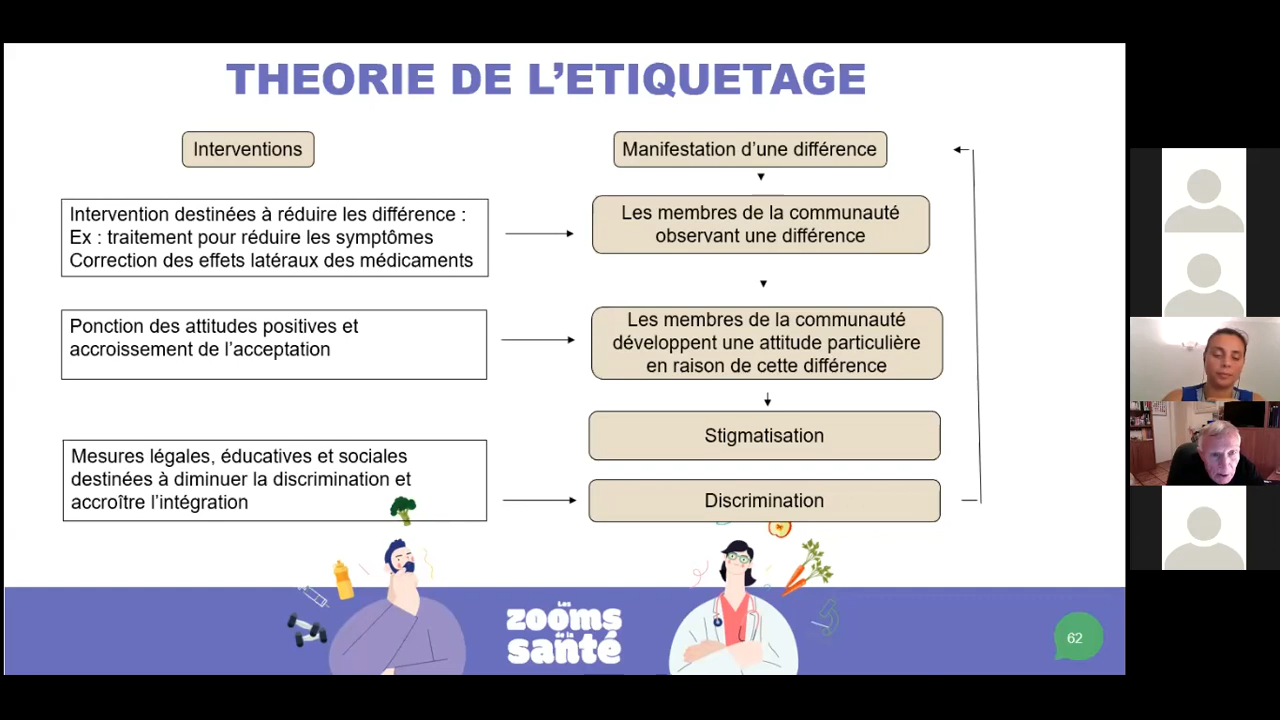 THEORIE DE L’ETIQUETAGE
Interventions
Manifestation d’une différence
Intervention destinées à réduire les différence :
Ex : traitement pour réduire les symptômes
Correction des effets latéraux des médicaments
Les membres de la communauté
observant une différence
Ponction des attitudes positives et
accroissement de l’acceptation
Les membres de la communauté
développent une attitude particulière
en raison de cette différence
Stigmatisation
Mesures légales, éducatives et sociales
destinées à diminuer la discrimination et
accroître l’intégration
Discrimination
Les
zooms
de la
santé
62